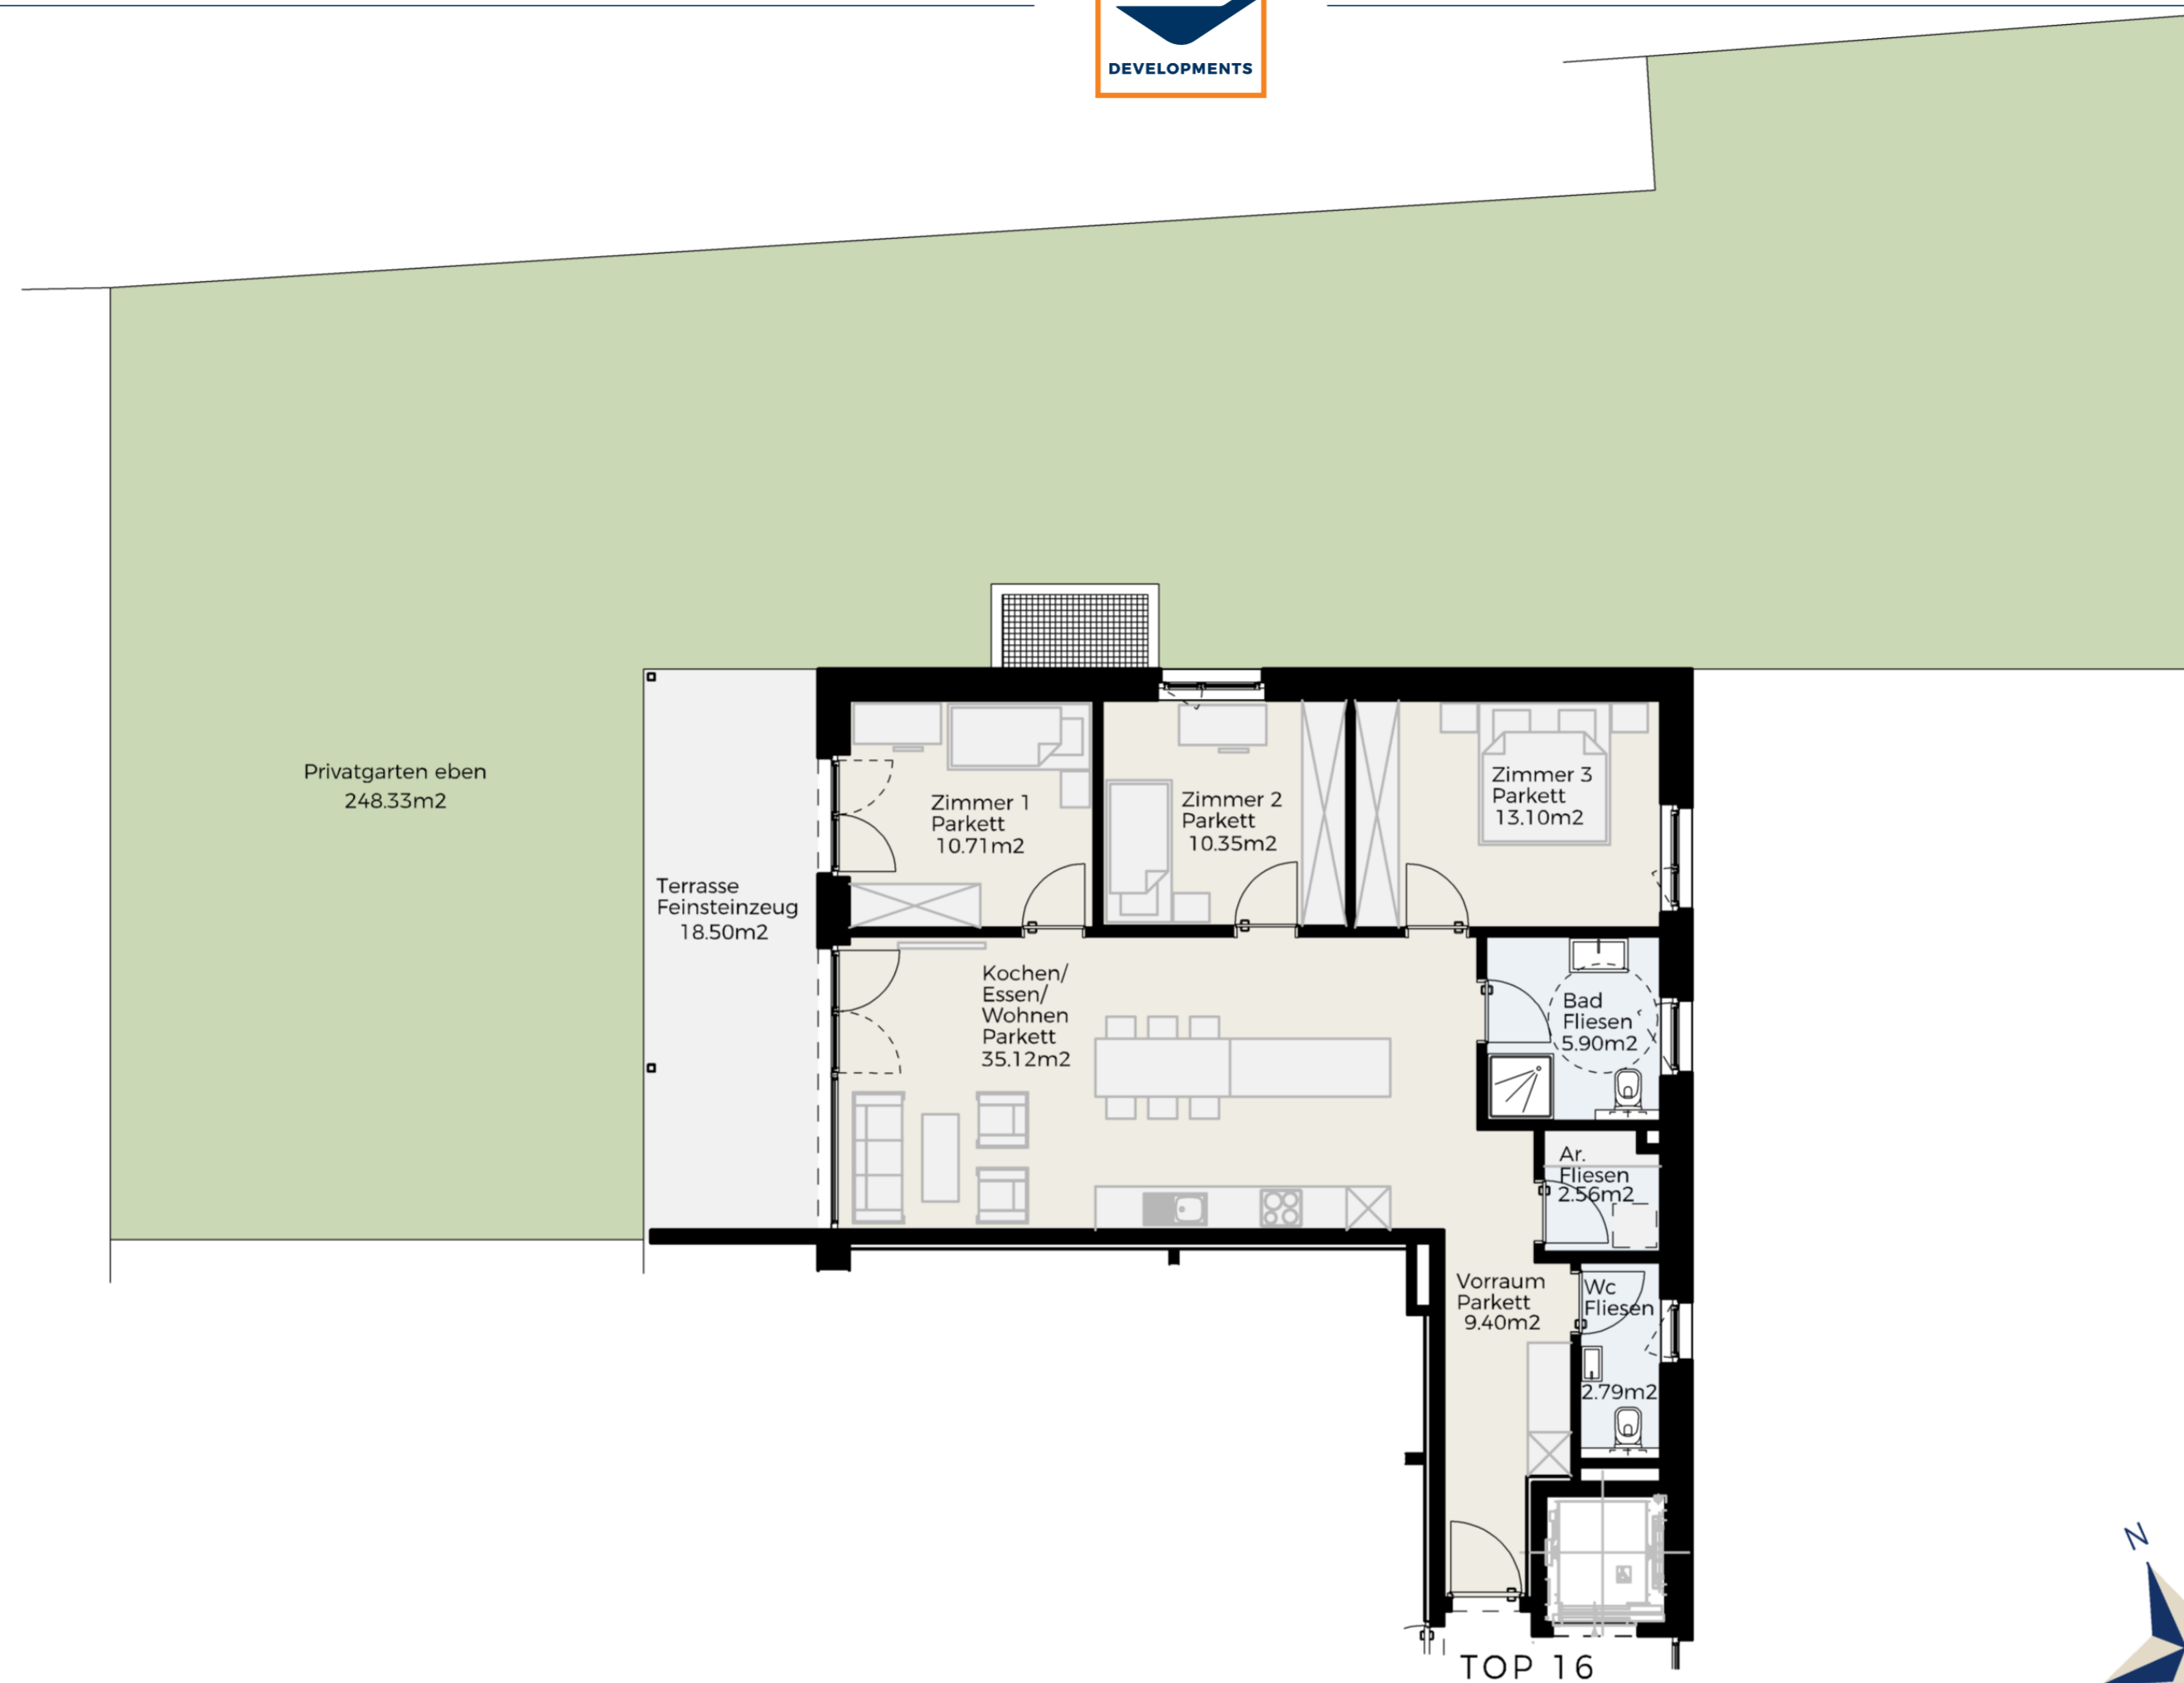 DEVELOPMENTS
Privatgarten eben
248.33m2
Terrasse
Feinsteinzeug
18.50m2
Zimmer 1
Parkett
10.71m2
Zimmer 2
Parkett
10.35m2
Zimmer 3
Parkett
13.10m2
Kochen/
Essen/
Wohnen
Parkett
35.12m2
Bad
Fliesen
5.90m2
Ar.
Fliesen
2.56m2
Vorraum
Parkett
9.40m2
Wc
Fliesen
2.79m2
N
TOP 16